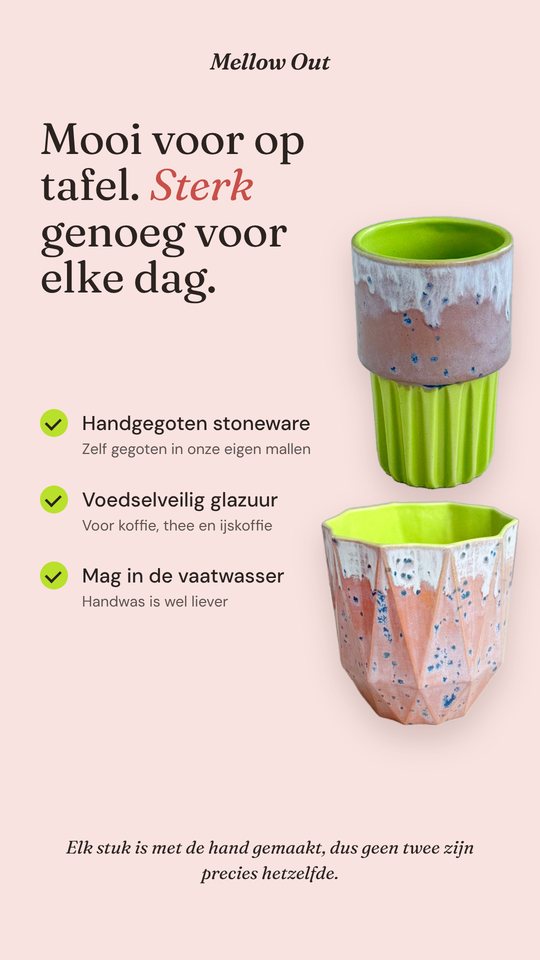 Mellow Out
Mooi voor op
tafel. Sterk
genoeg voor
elke dag.
Handgegoten stoneware
Zelf gegoten in onze eigen mallen
Voedselveilig glazuur
Voor koffie, thee en ijskoffie
Mag in de vaatwasser
Handwas is wel liever
Elk stuk is met de hand gemaakt, dus geen twee zijn
precies hetzelfde.